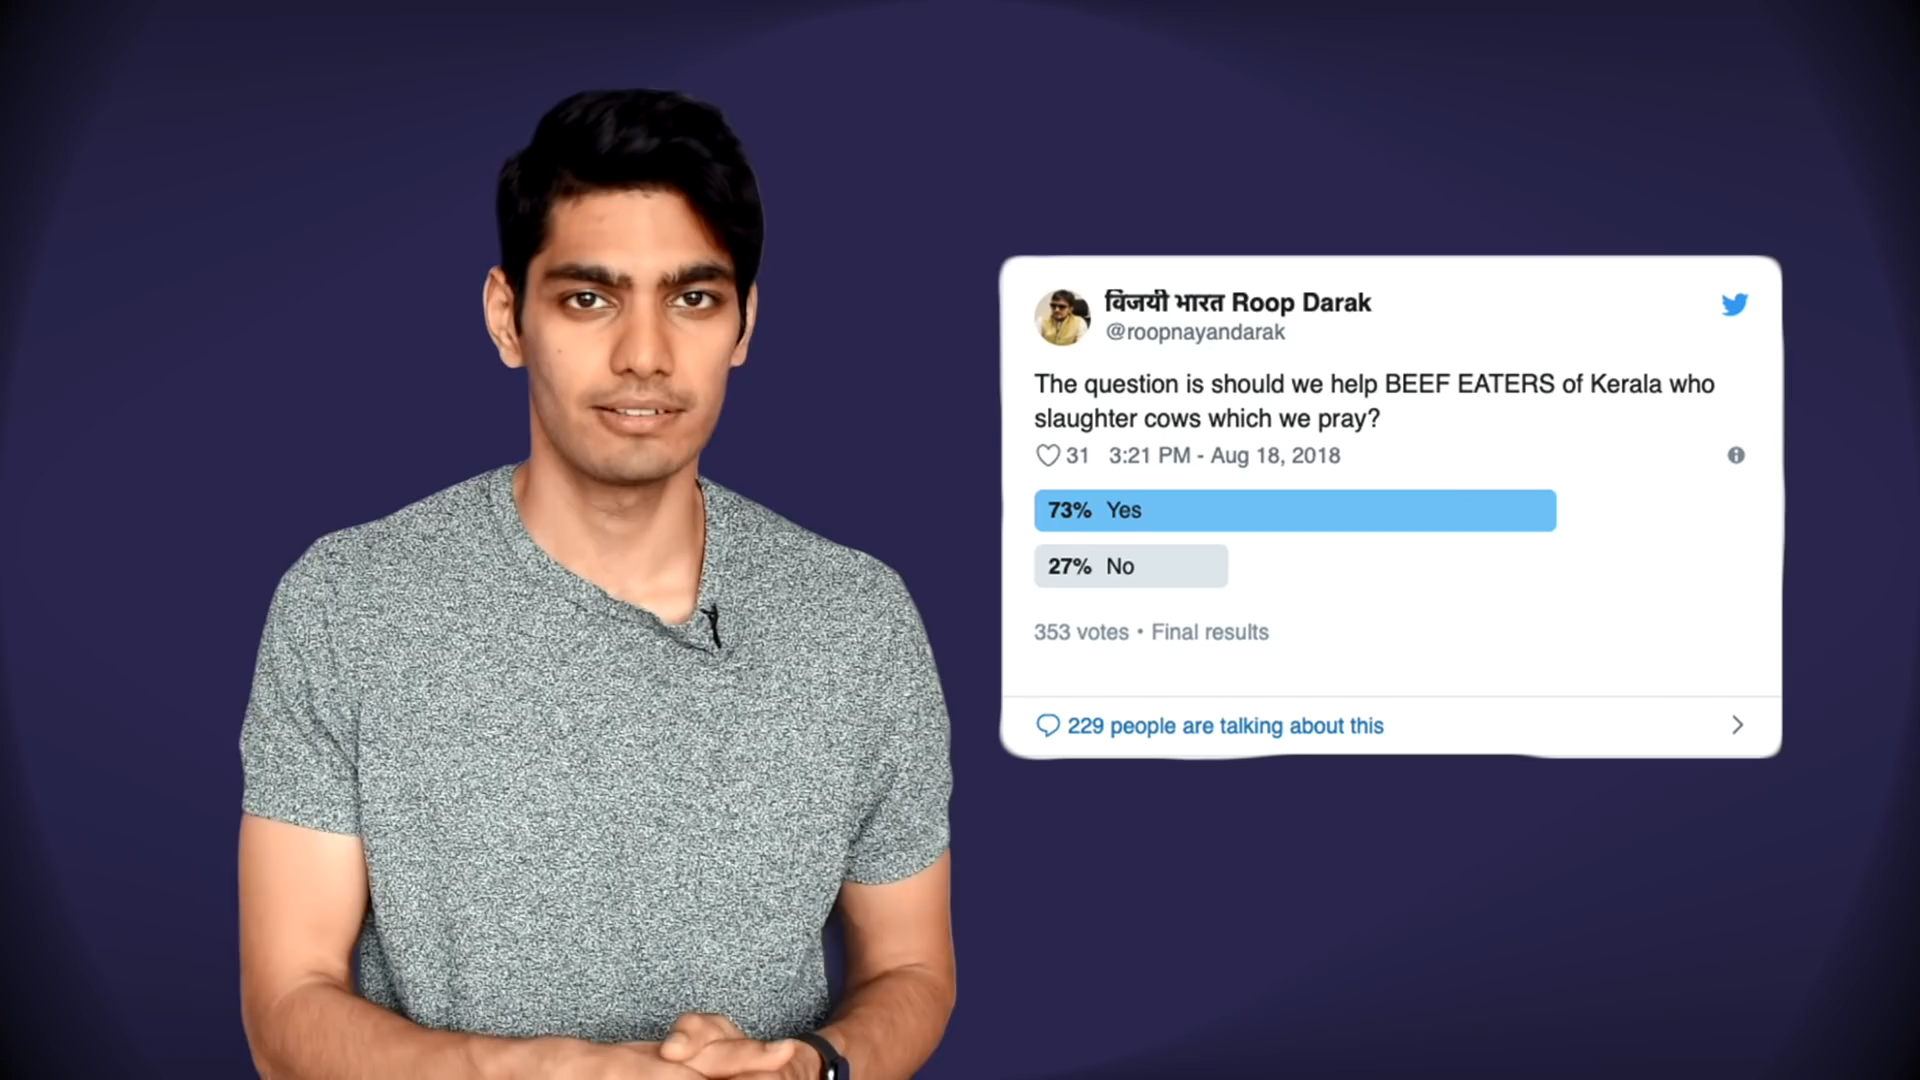 विजयी भारत Roop Darak
@roopnayandarak
The question is should we help BEEF EATERS of Kerala who
slaughter cows which we pray?
31 3:21 PM - Aug 18, 2018
73% Yes
27% No
353 votes • Final results
229 people are talking about this